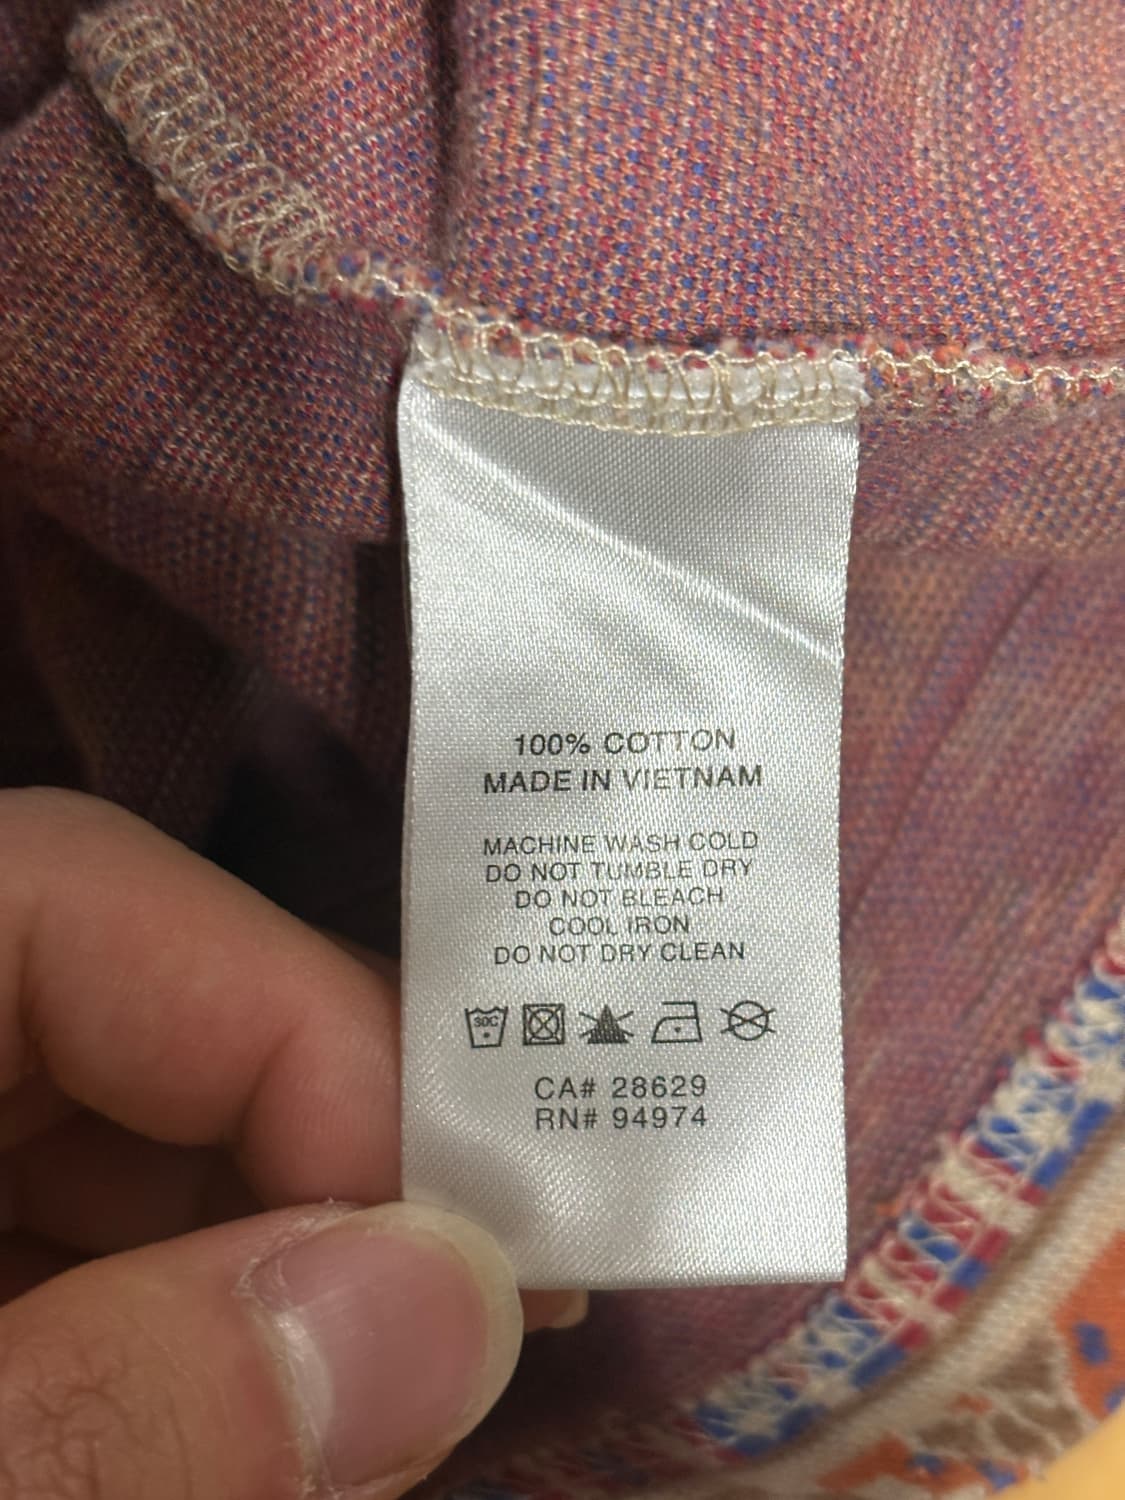 100% COTTON
MADE IN VIETNAM
MACHINE WASH COLD
DO NOT TUMBLE DRY
DO NOT BLEACH
COOL IRON
DO NOT DRY CLEAN
30C
CA# 28629
RN# 94974